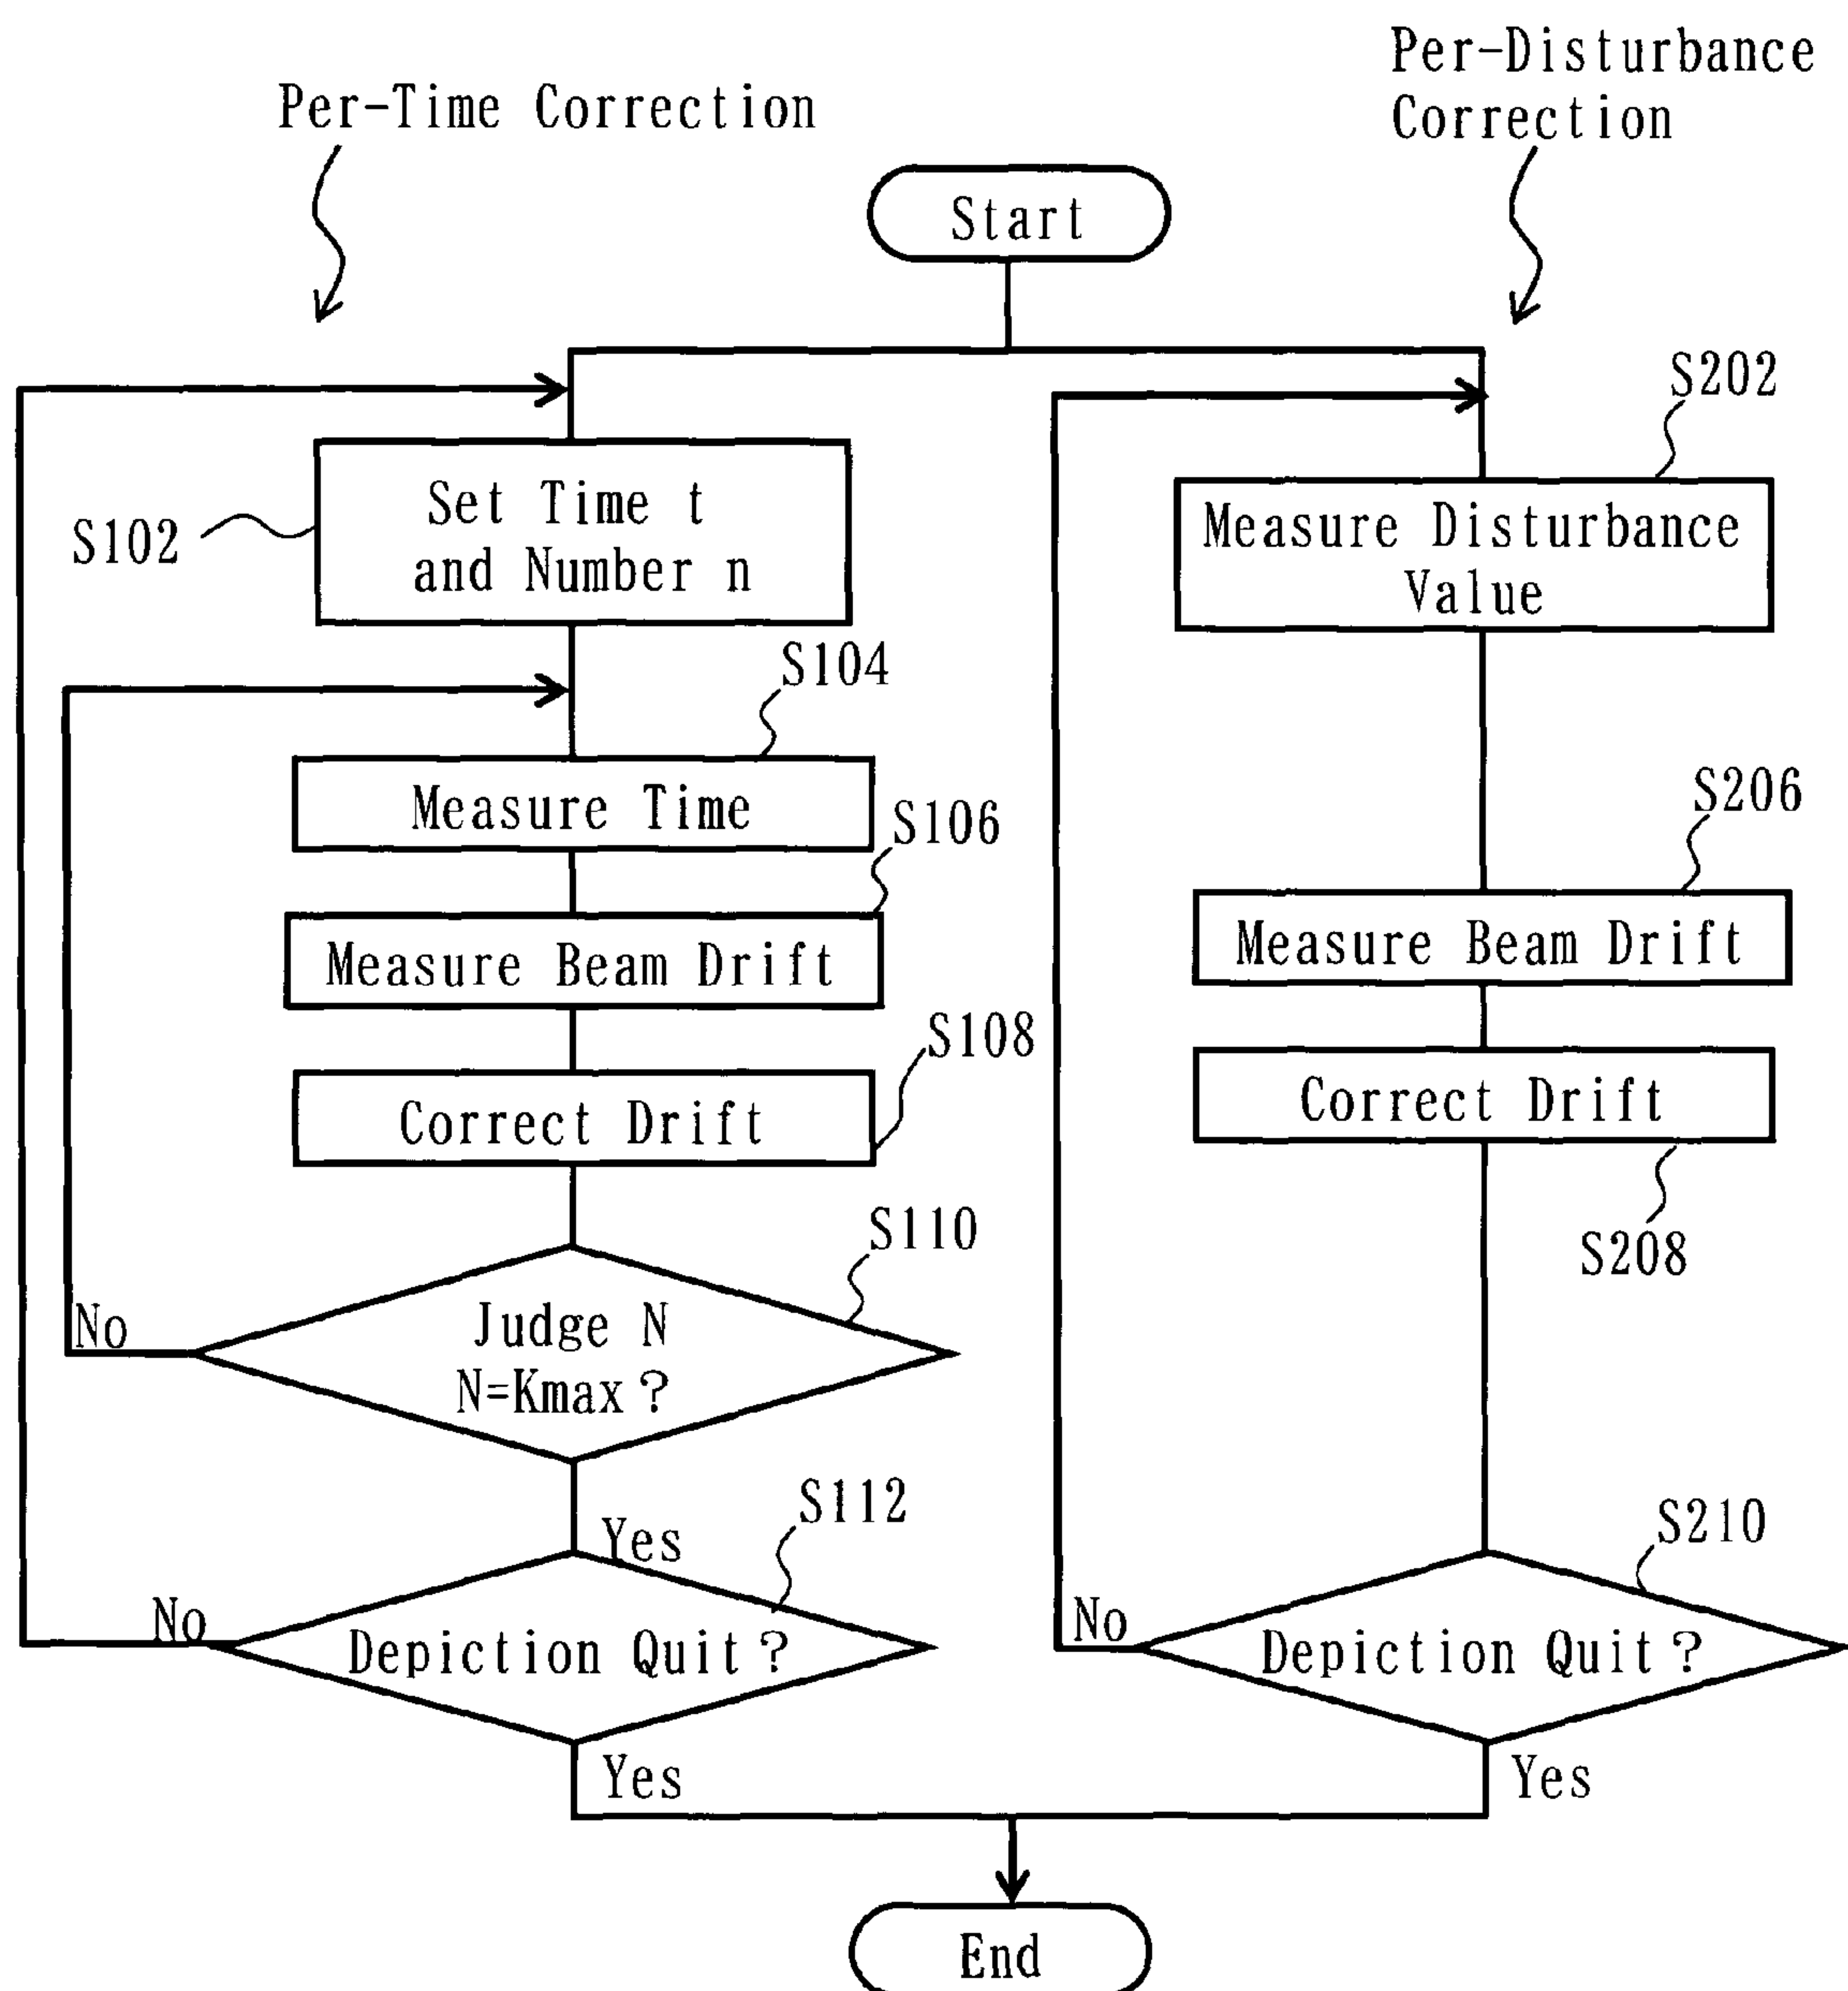 Per-Time Correction
Per-Disturbance
Correction
Start
S102
Set Time t
and Number n
S104
Measure Time
S106
Measure Beam Drift
S108
Correct Drift
S110
Judge N
N=Kmax?
No
Yes
S112
Depiction Quit?
No
Yes
S202
Measure Disturbance
Value
S206
Measure Beam Drift
Correct Drift
S208
S210
Depiction Quit?
No
Yes
End